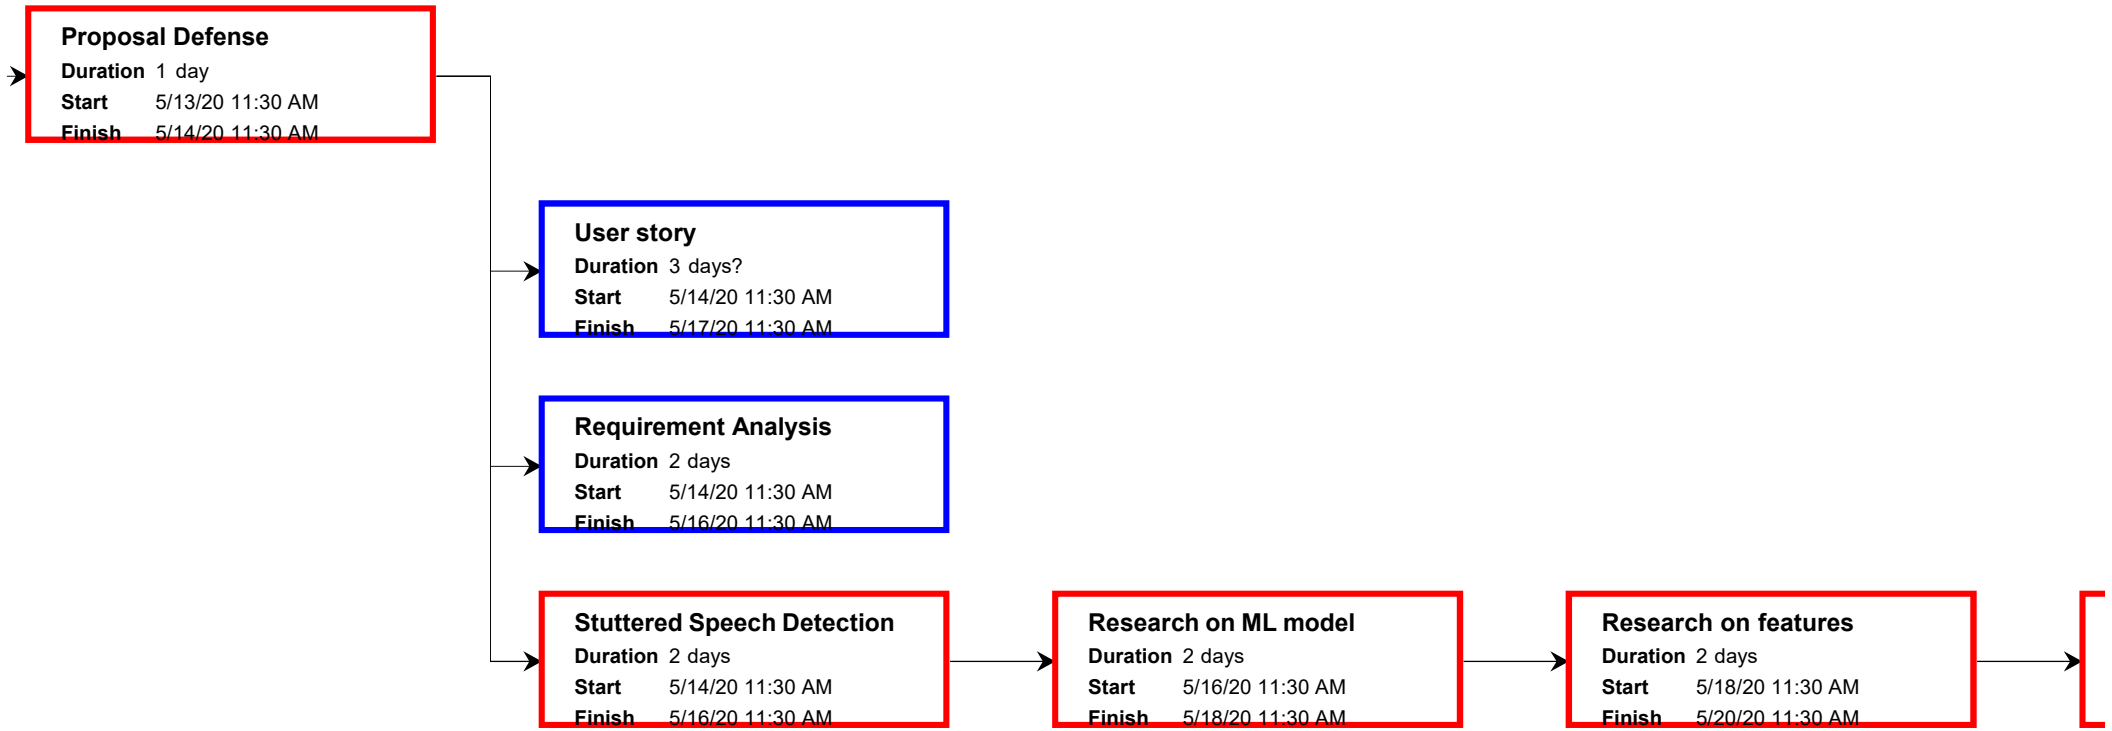 Proposal Defense
Duration 1 day
Start 5/13/20 11:30 AM
Finish 5/14/20 11:30 AM
User story
Duration 3 days?
Start 5/14/20 11:30 AM
Finish 5/17/20 11:30 AM
Requirement Analysis
Duration 2 days
Start 5/14/20 11:30 AM
Finish 5/16/20 11:30 AM
Stuttered Speech Detection
Duration 2 days
Start 5/14/20 11:30 AM
Finish 5/16/20 11:30 AM
Research on ML model
Duration 2 days
Start 5/16/20 11:30 AM
Finish 5/18/20 11:30 AM
Research on features
Duration 2 days
Start 5/18/20 11:30 AM
Finish 5/20/20 11:30 AM